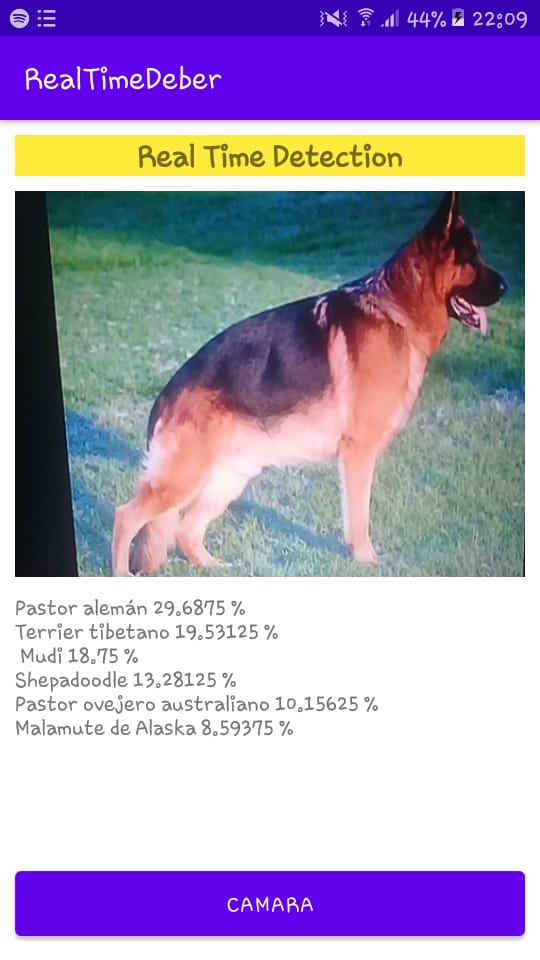 44% 22:09
RealTimeDeber
Real Time Detection
Pastor alemán 29.6875 %
Terrier tibetano 19.53125 %
Mudi 18.75 %
Shepadoodle 13.28125 %
Pastor ovejero australiano 10.15625 %
Malamute de Alaska 8.59375 %
CAMARA